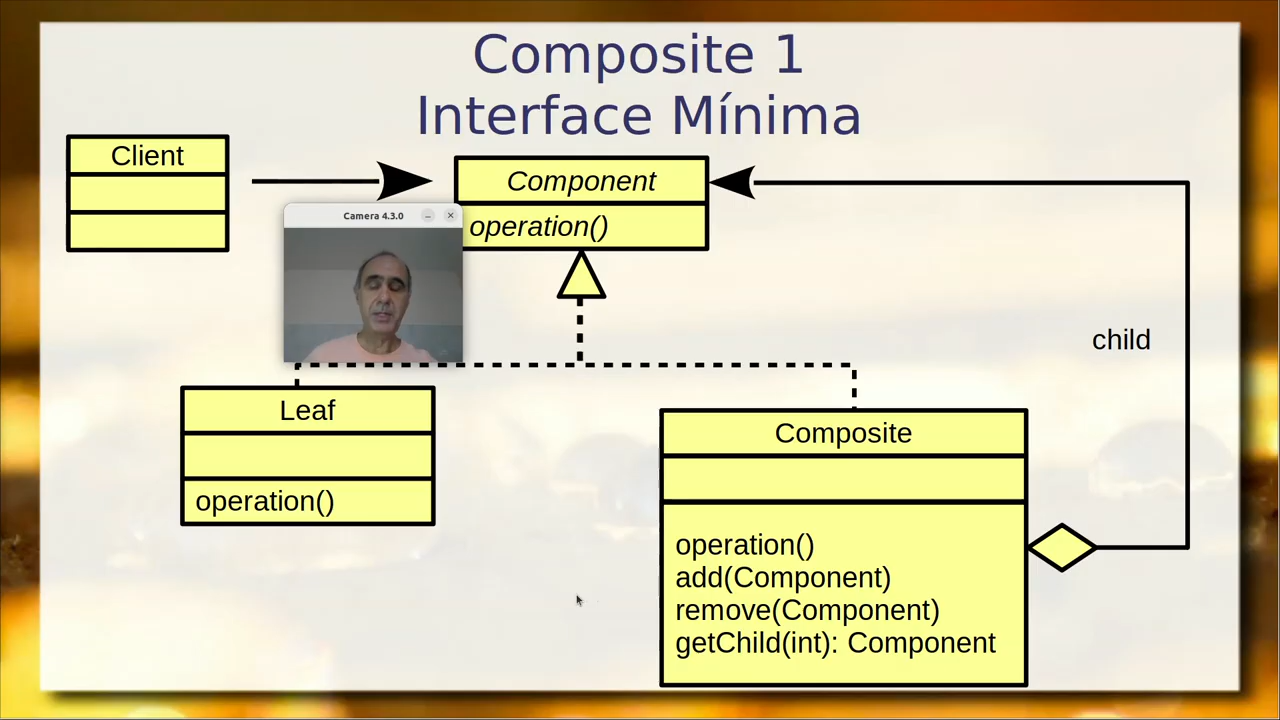 Composite 1
Interface Mínima
Client
Component
operation()
Camera 4.3.0
child
Leaf
operation()
Composite
operation()
add(Component)
remove(Component)
getChild(int): Component